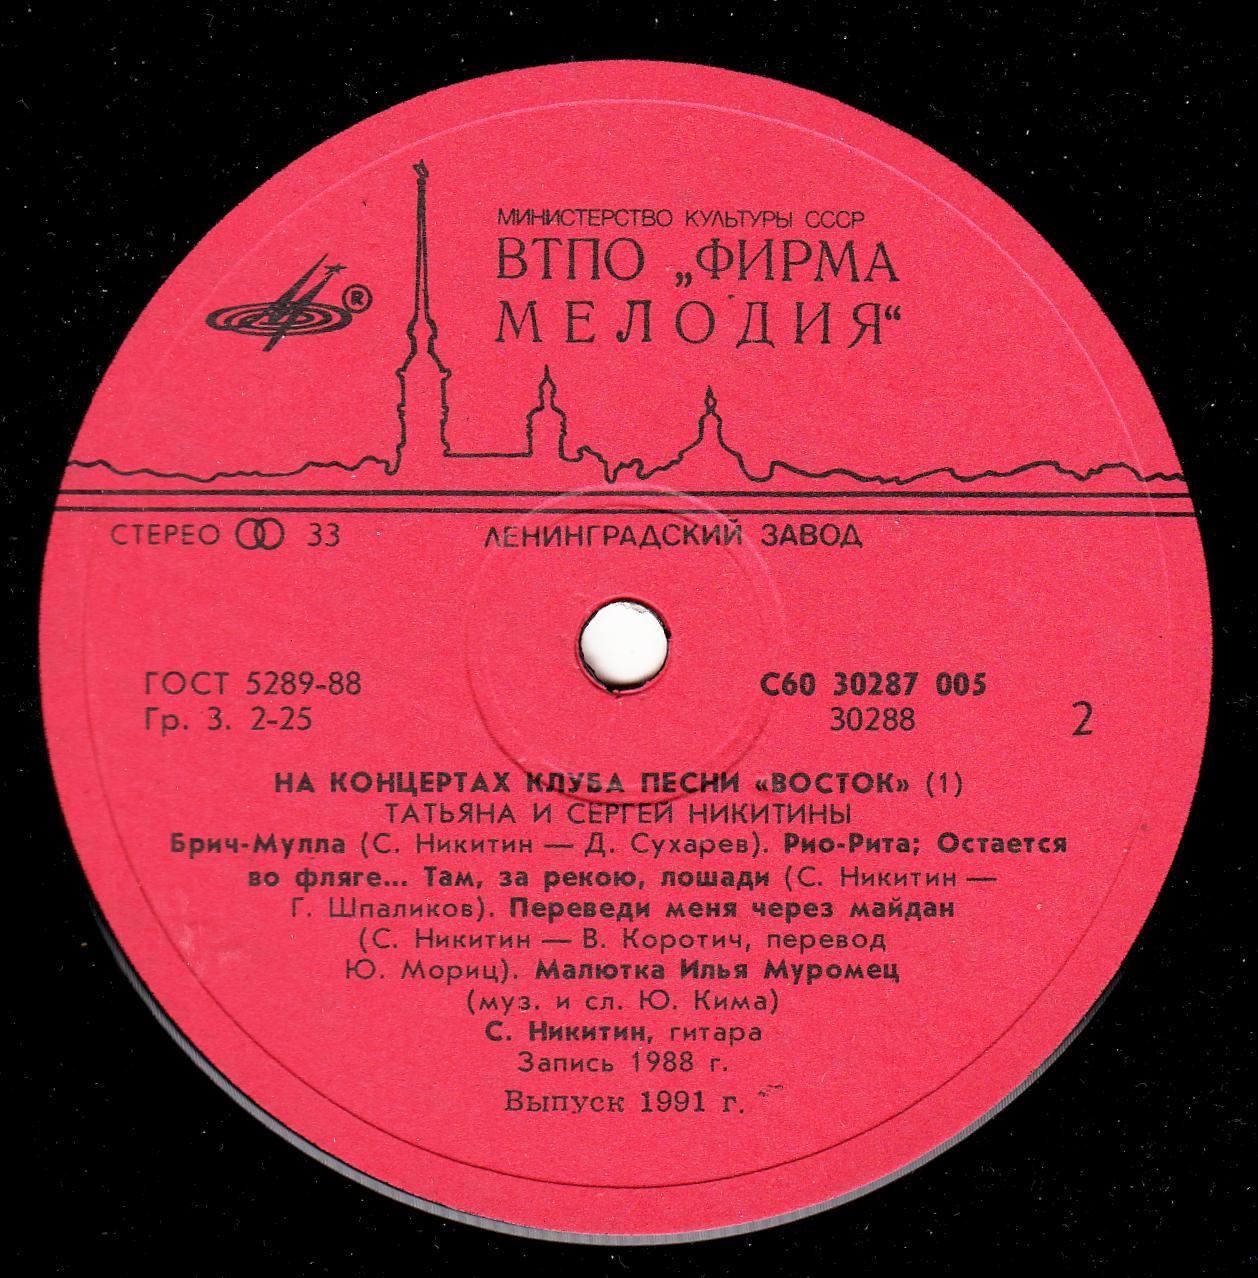 МИНИСТЕРСТВО КУЛЬТУРЫ СССР
ВТПО „ФИРМА
МЕЛОДИЯ“
®
СТЕРЕО 33
ЛЕНИНГРАДСКИЙ ЗАВОД
ГОСТ 5289-88
Гр. 3. 2-25
С60 30287 005
30288
2
НА КОНЦЕРТАХ КЛУБА ПЕСНИ «ВОСТОК» (1)
ТАТЬЯНА И СЕРГЕЙ НИКИТИНЫ
Брич-Мулла (С. Никитин — Д. Сухарев). Рио-Рита; Остается
во фляге... Там, за рекою, лошади (С. Никитин —
Г. Шпаликов). Переведи меня через майдан
(С. Никитин — В. Коротич, перевод
Ю. Мориц). Малютка Илья Муромец
(муз. и сл. Ю. Кима)
С. Никитин, гитара
Запись 1988 г.
Выпуск 1991 г.